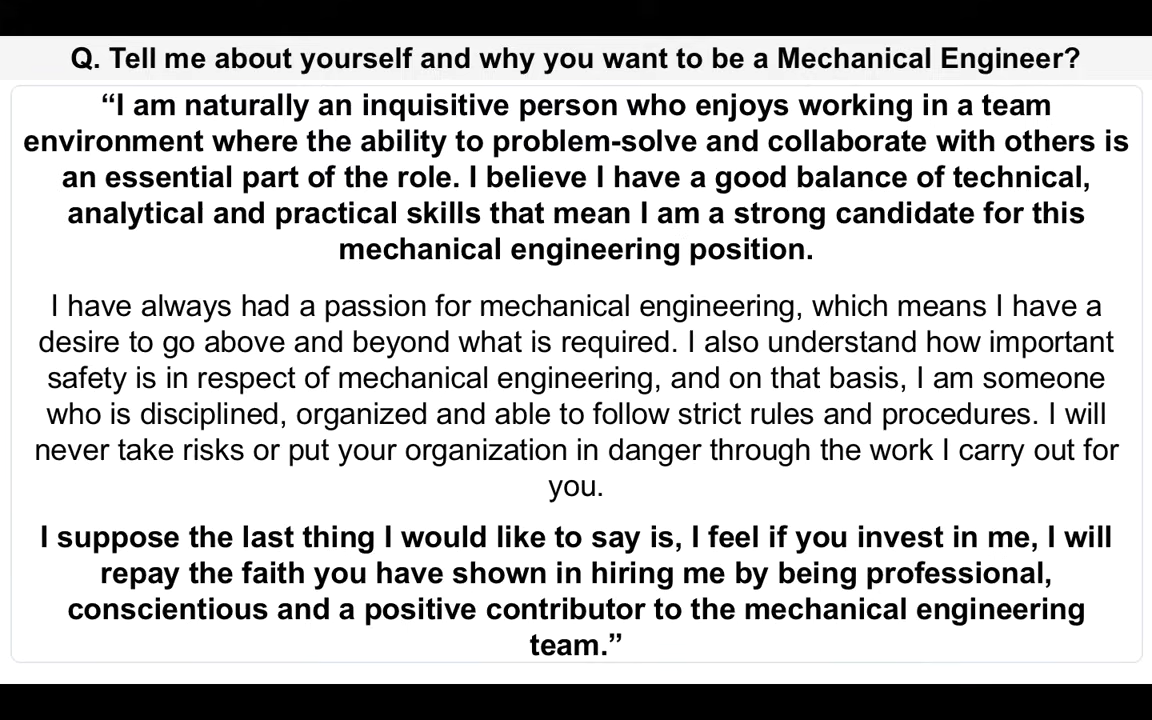 Q. Tell me about yourself and why you want to be a Mechanical Engineer?
“I am naturally an inquisitive person who enjoys working in a team
environment where the ability to problem-solve and collaborate with others is
an essential part of the role. I believe I have a good balance of technical,
analytical and practical skills that mean I am a strong candidate for this
mechanical engineering position.
I have always had a passion for mechanical engineering, which means I have a
desire to go above and beyond what is required. I also understand how important
safety is in respect of mechanical engineering, and on that basis, I am someone
who is disciplined, organized and able to follow strict rules and procedures. I will
never take risks or put your organization in danger through the work I carry out for
you.
I suppose the last thing I would like to say is, I feel if you invest in me, I will
repay the faith you have shown in hiring me by being professional,
conscientious and a positive contributor to the mechanical engineering
team.”